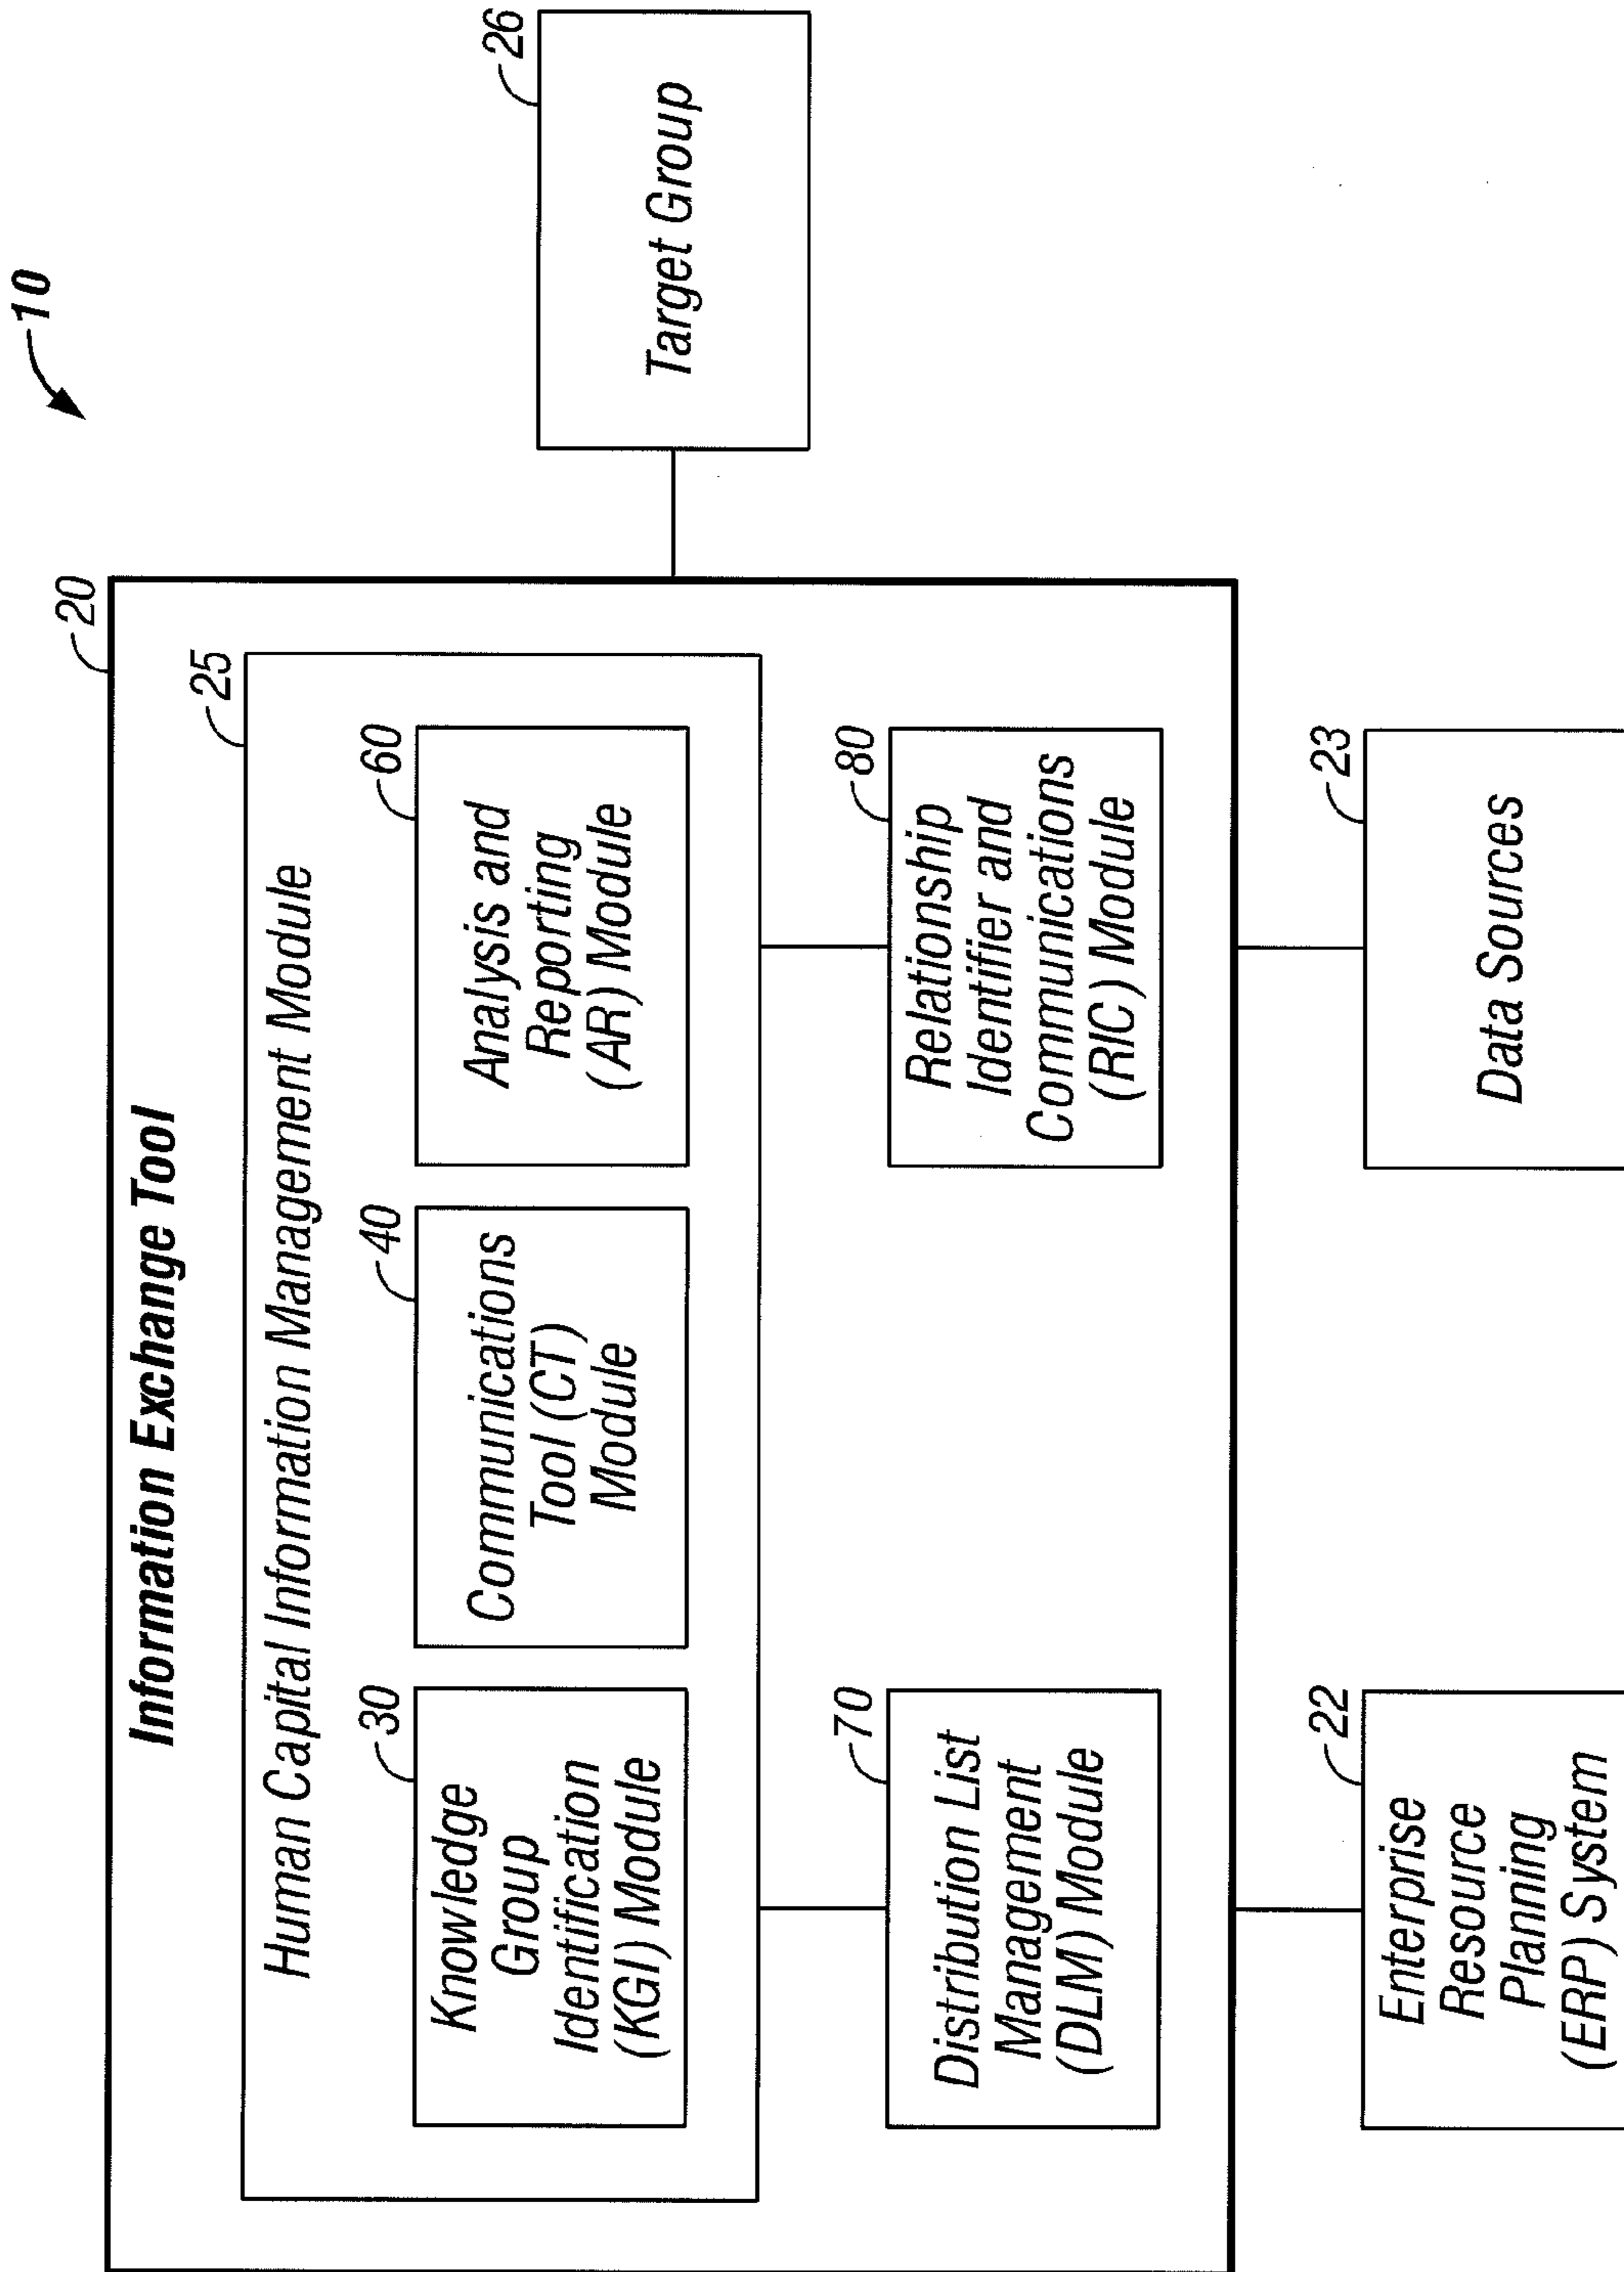 10
20
Information Exchange Tool
25
Human Capital Information Management Module
30
Knowledge
Group
Identification
(KGI) Module
40
Communications
Tool (CT)
Module
60
Analysis and
Reporting
(AR) Module
70
Distribution List
Management
(DLM) Module
80
Relationship
Identifier and
Communications
(RIC) Module
26
Target Group
22
Enterprise
Resource
Planning
(ERP) System
23
Data Sources